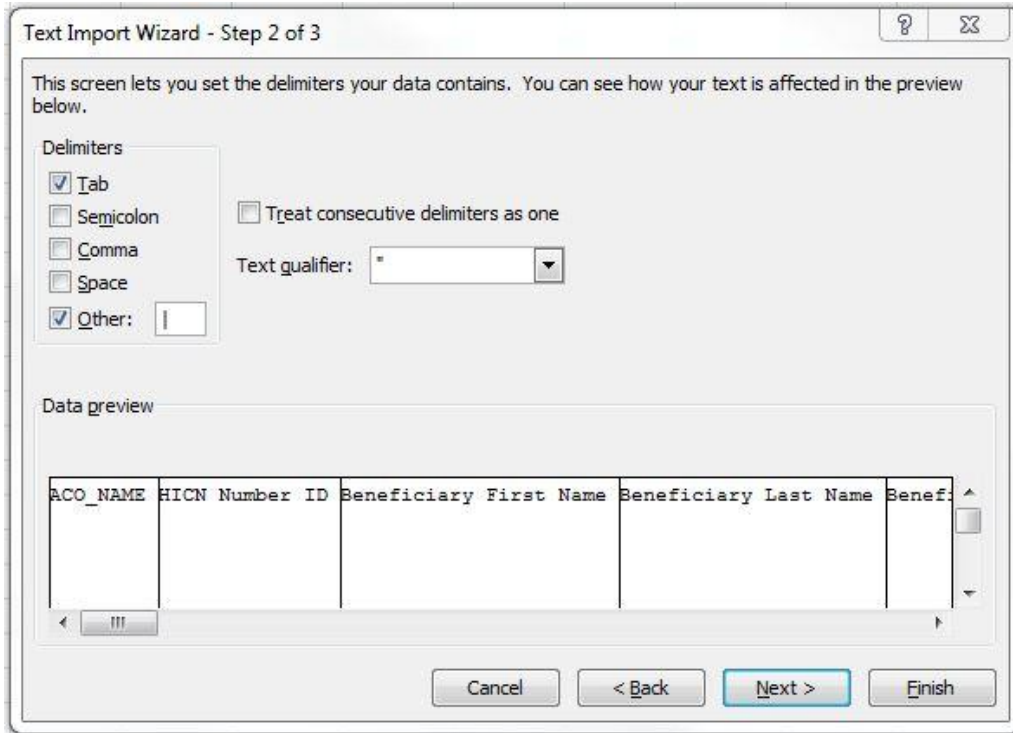 Text Import Wizard - Step 2 of 3
This screen lets you set the delimiters your data contains.  You can see how your text is affected in the preview
below.
Delimiters
Tab
Semicolon
Comma
Space
Other: |
Treat consecutive delimiters as one
Text qualifier: "
Data preview
ACO_NAME HICN Number ID Beneficiary First Name Beneficiary Last Name Benefi
Cancel < Back Next > Finish